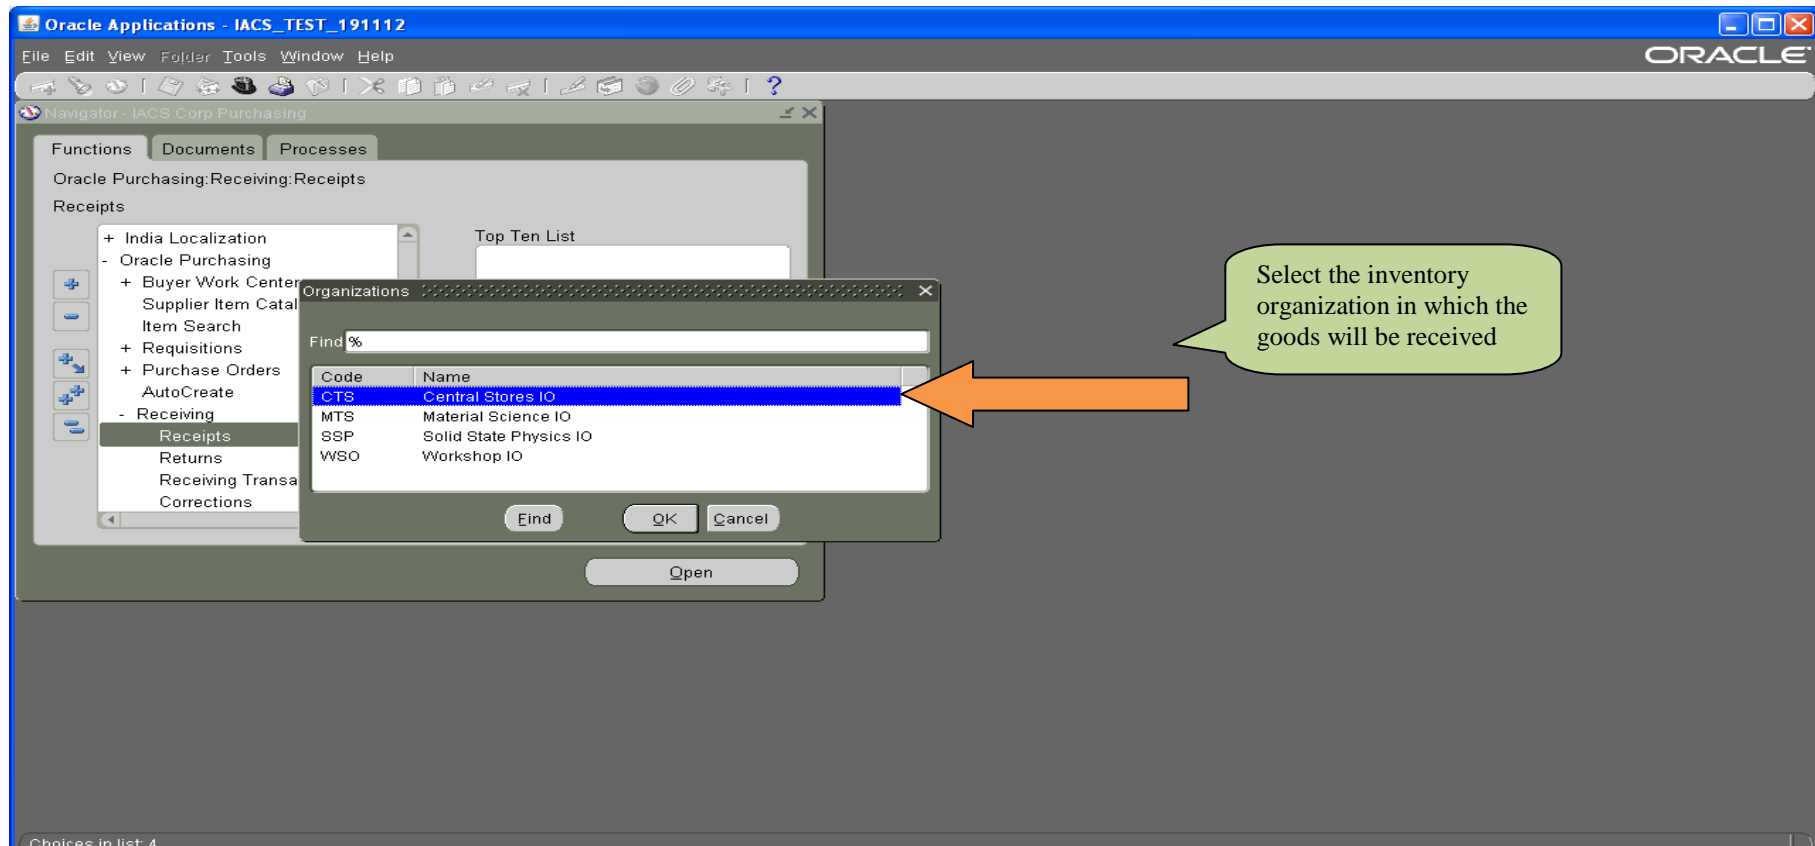 Oracle Applications - IACS_TEST_191112
File Edit View Folder Tools Window Help
ORACLE
Navigator - IACS Corp Purchasing
Functions Documents Processes
Oracle Purchasing:Receiving:Receipts
Receipts
Top Ten List
+ India Localization
- Oracle Purchasing
+ Buyer Work Center
Supplier Item Catal
Item Search
+ Requisitions
+ Purchase Orders
AutoCreate
- Receiving
Receipts
Returns
Receiving Transa
Corrections
Organizations
Find %
Code Name
CTS Central Stores IO
MTS Material Science IO
SSP Solid State Physics IO
WSO Workshop IO
Find OK Cancel
Open
Select the inventory
organization in which the
goods will be received
Choices in list: 4